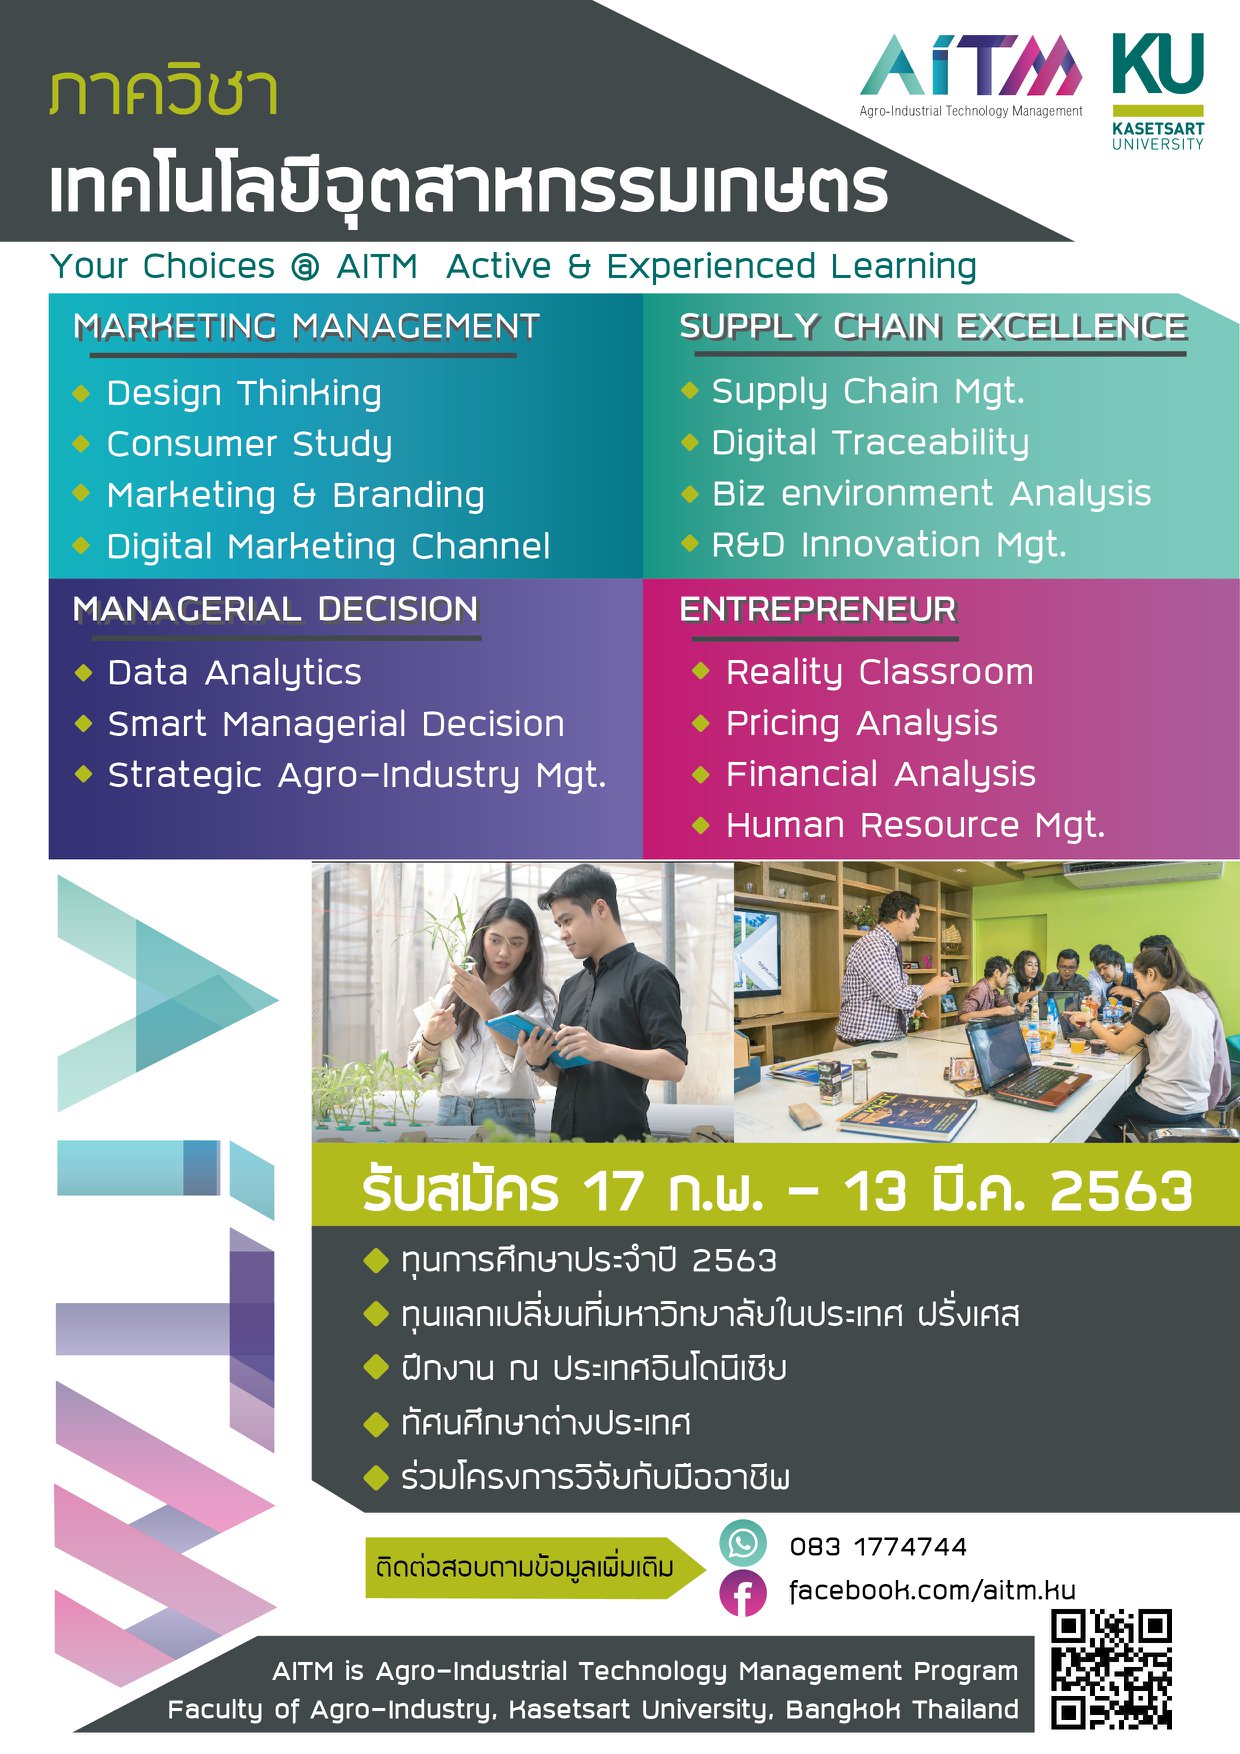 ภาควิชา
เทคโนโลยีอุตสาหกรรมเกษตร
AiTM
Agro-Industrial Technology Management
KU
KASETSART
UNIVERSITY
Your Choices @ AITM Active & Experienced Learning
MARKETING MANAGEMENT
Design Thinking
Consumer Study
Marketing & Branding
Digital Marketing Channel
SUPPLY CHAIN EXCELLENCE
Supply Chain Mgt.
Digital Traceability
Biz environment Analysis
R&D Innovation Mgt.
MANAGERIAL DECISION
Data Analytics
Smart Managerial Decision
Strategic Agro-Industry Mgt.
ENTREPRENEUR
Reality Classroom
Pricing Analysis
Financial Analysis
Human Resource Mgt.
AiTM
รับสมัคร 17 ก.พ. - 13 มี.ค. 2563
ทุนการศึกษาประจำปี 2563
ทุนแลกเปลี่ยนที่มหาวิทยาลัยในประเทศ ฝรั่งเศส
ฝึกงาน ณ ประเทศอินโดนีเซีย
ทัศนศึกษาต่างประเทศ
ร่วมโครงการวิจัยกับมืออาชีพ
ติดต่อสอบถามข้อมูลเพิ่มเติม
083 1774744
facebook.com/aitm.ku
AITM is Agro-Industrial Technology Management Program
Faculty of Agro-Industry, Kasetsart University, Bangkok Thailand